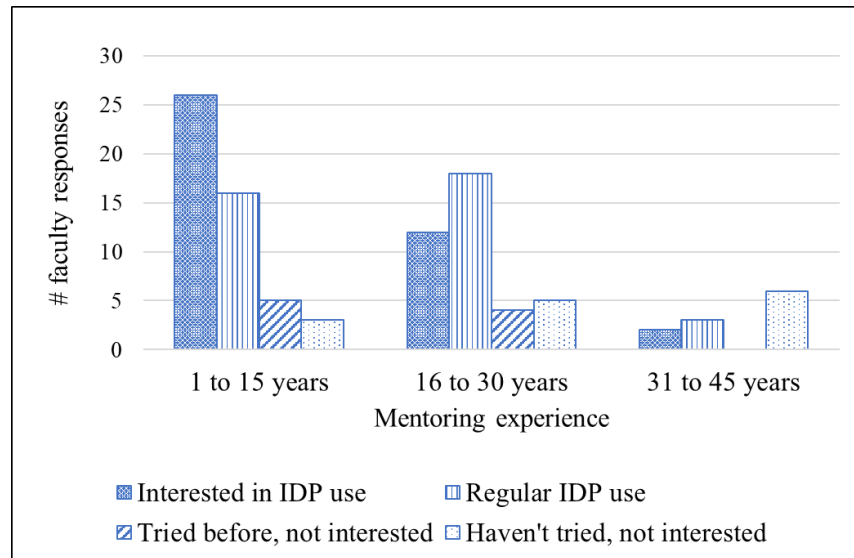 30
25
20
15
10
5
0
# faculty responses
1 to 15 years 16 to 30 years 31 to 45 years
Mentoring experience
Interested in IDP use Regular IDP use
Tried before, not interested Haven't tried, not interested